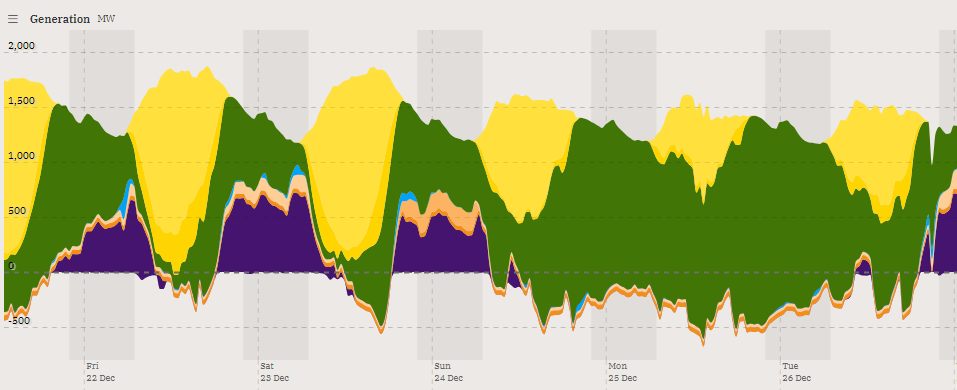 ☰ Generation MW
2,000
1,500
1,000
500
0
-500
Fri
22 Dec
Sat
23 Dec
Sun
24 Dec
Mon
25 Dec
Tue
26 Dec